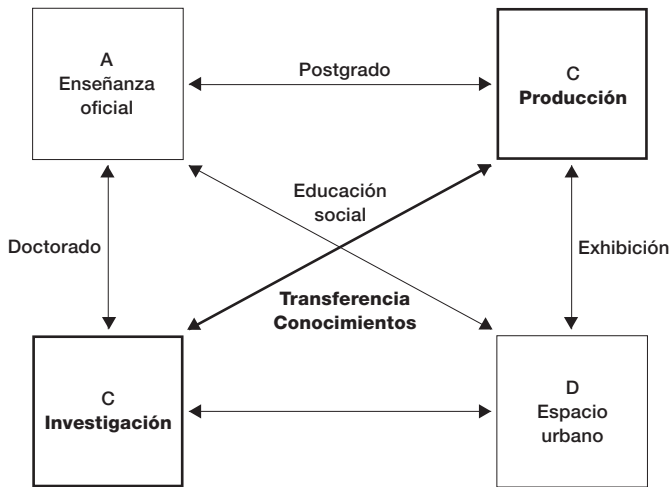 A
Enseñanza
oficial
Postgrado
C
Producción
Educación
social
Doctorado
Exhibición
Transferencia
Conocimientos
C
Investigación
D
Espacio
urbano